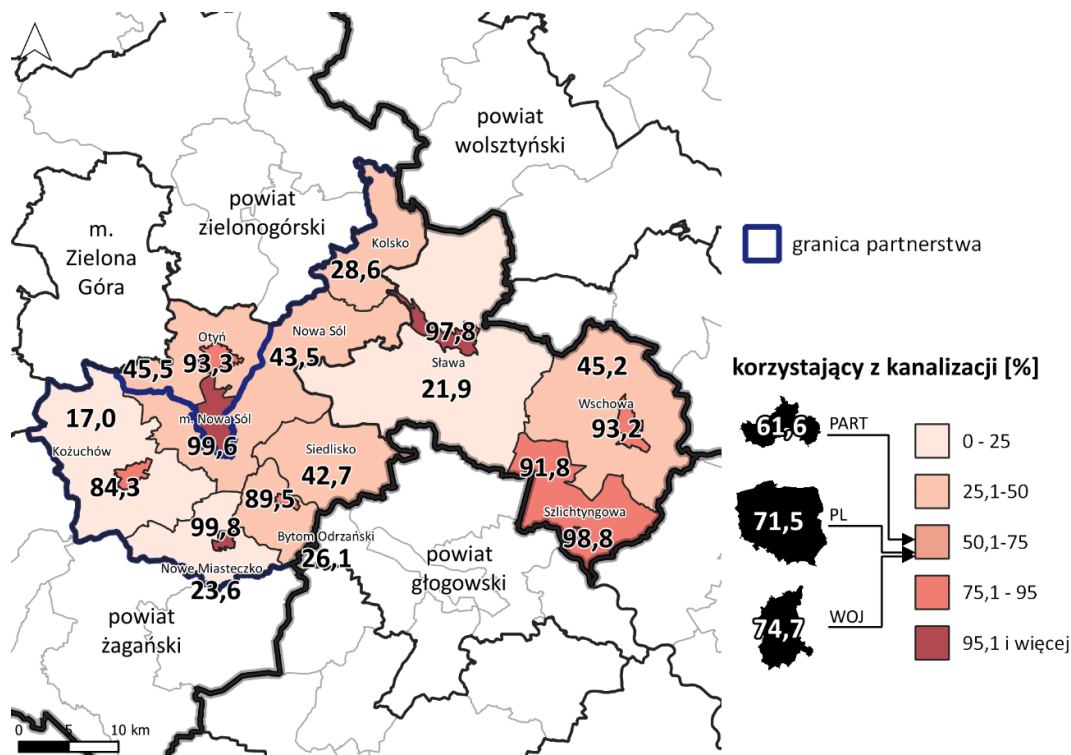 powiat
wolsztyński
powiat
zielonogórski
m.
Zielona
Góra
granica partnerstwa
Kolsko
28,6
Otyń
93,3
45,5
Nowa Sól
43,5
97,8
Sława
21,9
45,2
Wschowa
93,2
17,0
m. Nowa Sól
99,6
Kożuchów
84,3
Siedlisko
42,7
89,5
91,8
99,8
Bytom Odrzański
26,1
Szlichtyngowa
98,8
Nowe Miasteczko
23,6
powiat
głogowski
powiat
żagański
korzystający z kanalizacji [%]
61,6
PART
71,5
PL
74,7
WOJ
0 - 25
25,1-50
50,1-75
75,1 - 95
95,1 i więcej
0 5 10 km